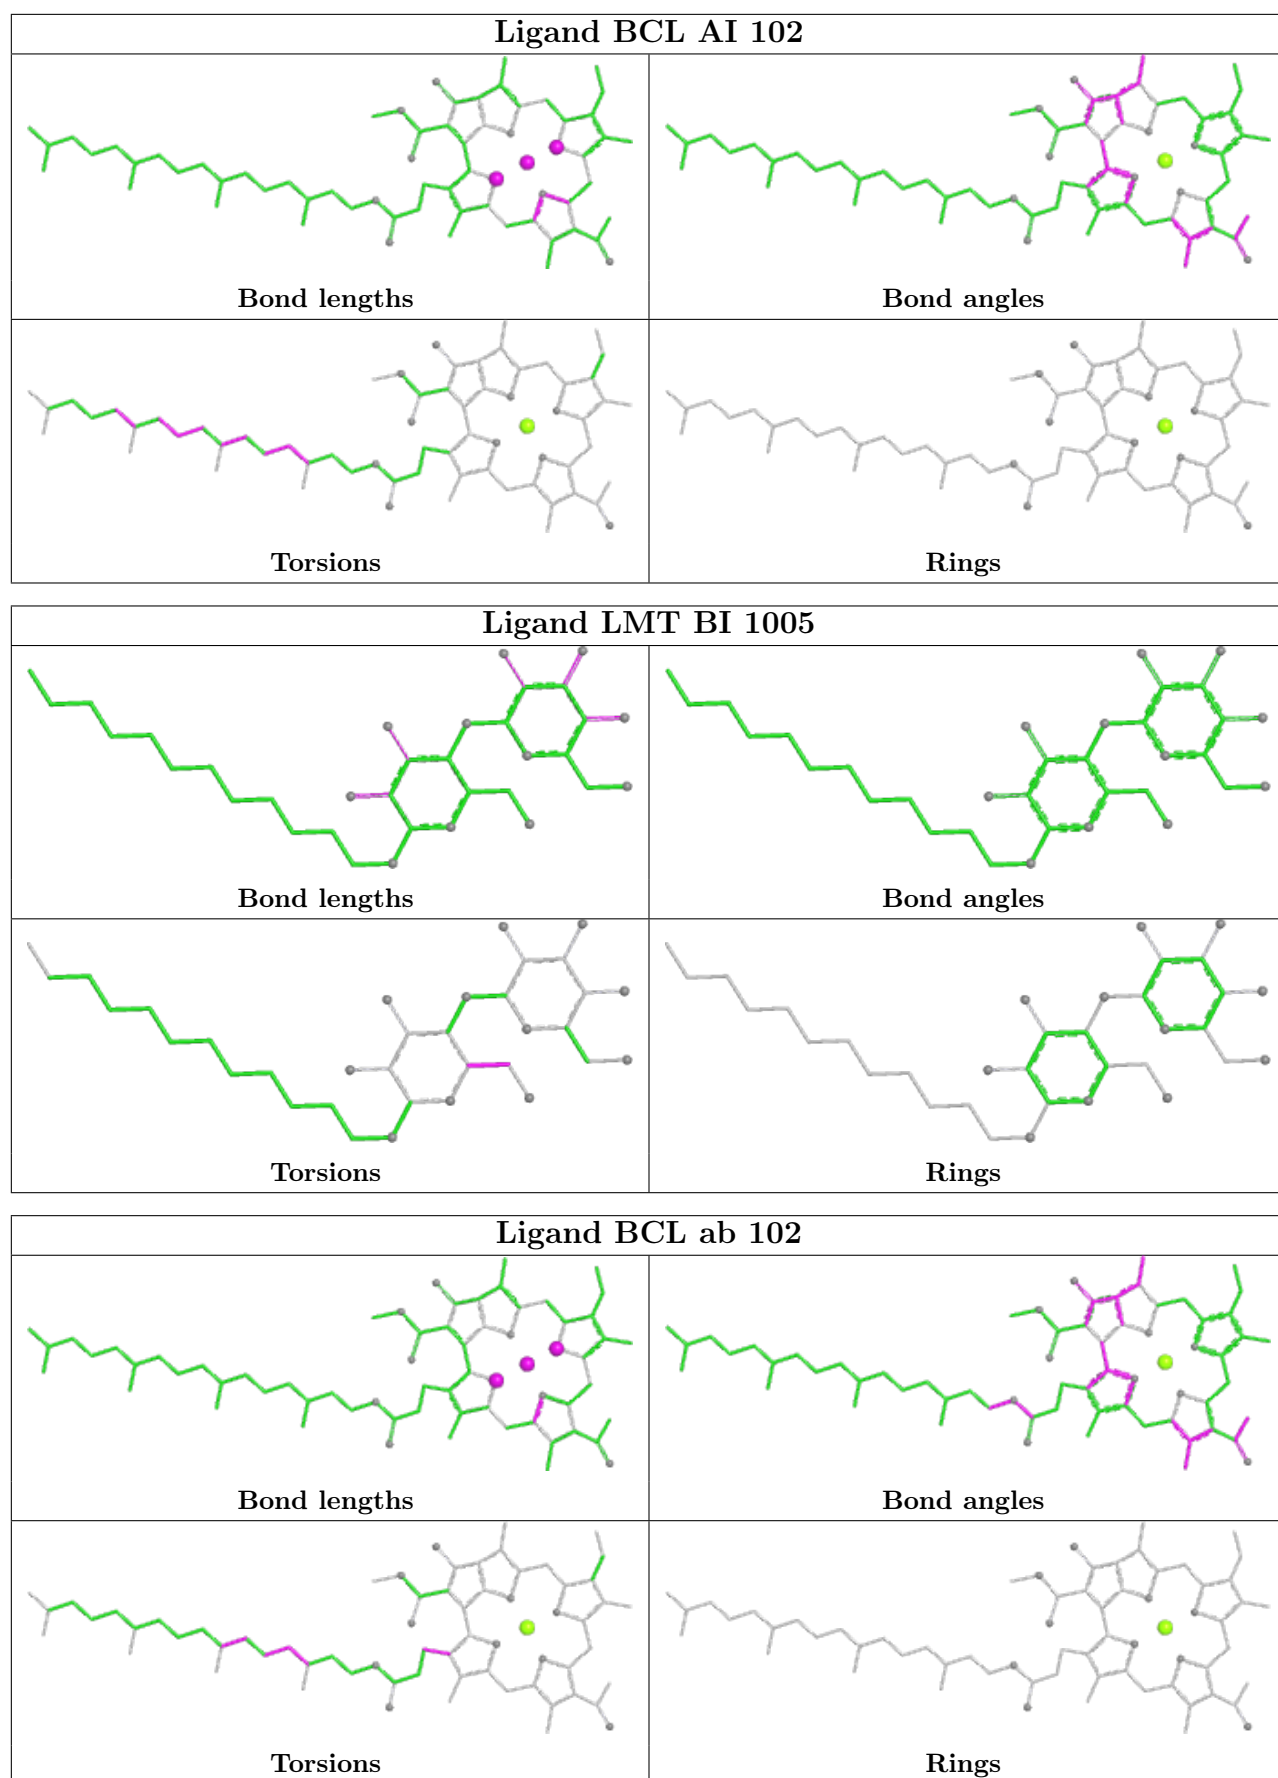 Ligand BCL AI 102
Bond lengths
Bond angles
Torsions
Rings
Ligand LMT BI 1005
Bond lengths
Bond angles
Torsions
Rings
Ligand BCL ab 102
Bond lengths
Bond angles
Torsions
Rings